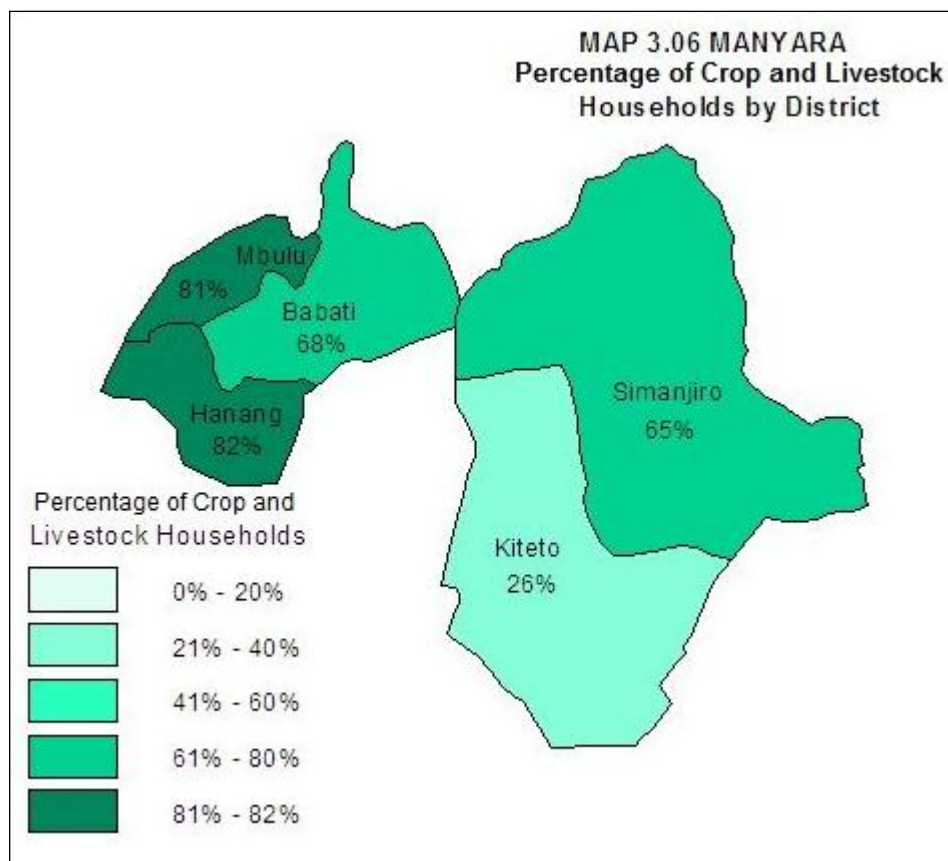 MAP 3.06 MANYARA
Percentage of Crop and Livestock
Households by District
Mbulu
81%
Babati
68%
Hanang
82%
Simanjiro
65%
Kiteto
26%
Percentage of Crop and
Livestock Households
0% - 20%
21% - 40%
41% - 60%
61% - 80%
81% - 82%